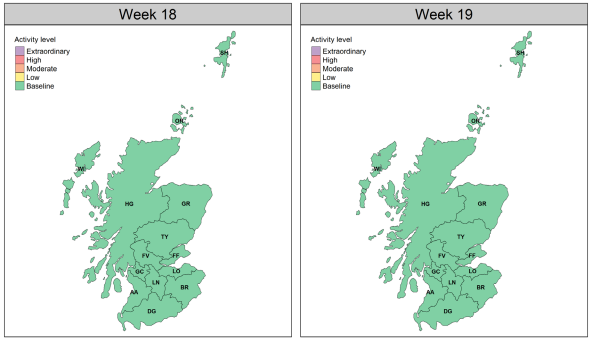 Week 18
Activity level
Extraordinary
High
Moderate
Low
Baseline
SH
OR
WI
HG
GR
TY
FV
FF
GC
LO
LN
BR
AA
DG
Week 19
Activity level
Extraordinary
High
Moderate
Low
Baseline
SH
OR
WI
HG
GR
TY
FV
FF
GC
LO
LN
BR
AA
DG